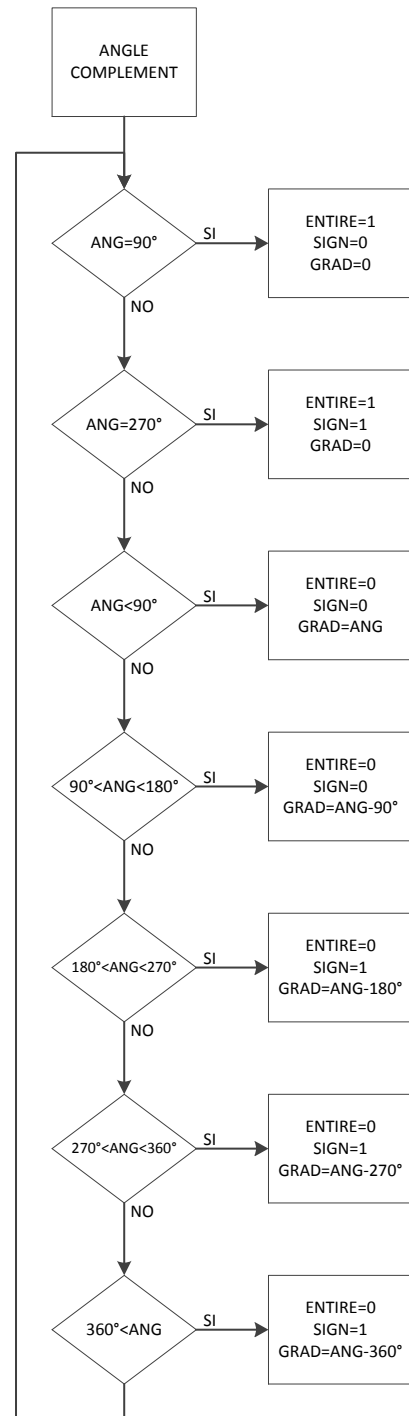 ANGLE
COMPLEMENT
ANG=90°
SI
ENTIRE=1
SIGN=0
GRAD=0
NO
ANG=270°
SI
ENTIRE=1
SIGN=1
GRAD=0
NO
ANG<90°
SI
ENTIRE=0
SIGN=0
GRAD=ANG
NO
90°<ANG<180°
SI
ENTIRE=0
SIGN=0
GRAD=ANG-90°
NO
180°<ANG<270°
SI
ENTIRE=0
SIGN=1
GRAD=ANG-180°
NO
270°<ANG<360°
SI
ENTIRE=0
SIGN=1
GRAD=ANG-270°
NO
360°<ANG
SI
ENTIRE=0
SIGN=1
GRAD=ANG-360°